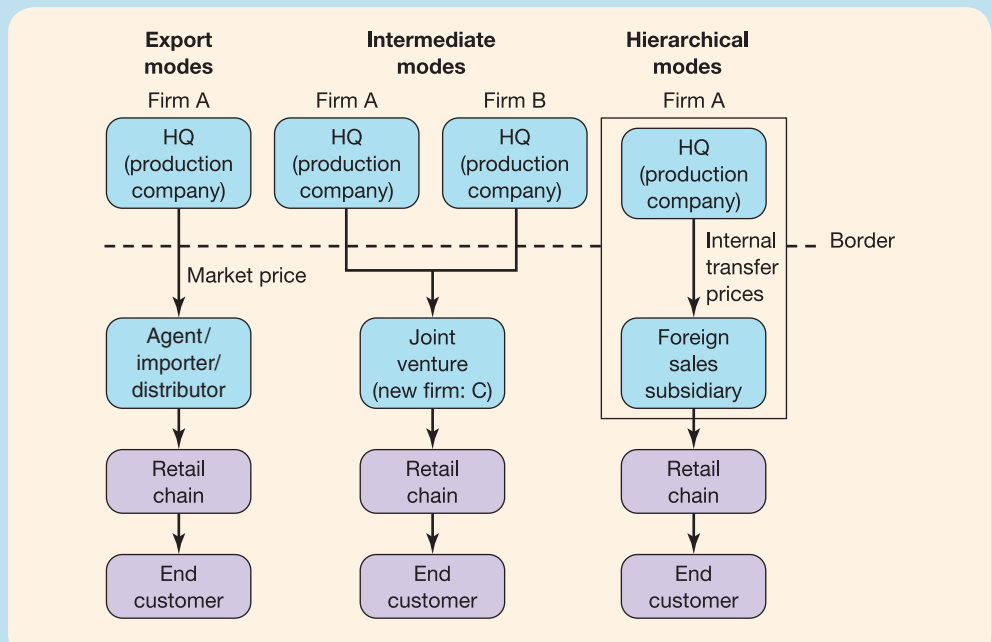 Export
modes
Intermediate
modes
Hierarchical
modes
Firm A
Firm A
Firm B
Firm A
HQ
(production
company)
HQ
(production
company)
HQ
(production
company)
HQ
(production
company)
Border
Market price
Internal
transfer
prices
Agent/
importer/
distributor
Joint
venture
(new firm: C)
Foreign
sales
subsidiary
Retail
chain
Retail
chain
Retail
chain
End
customer
End
customer
End
customer